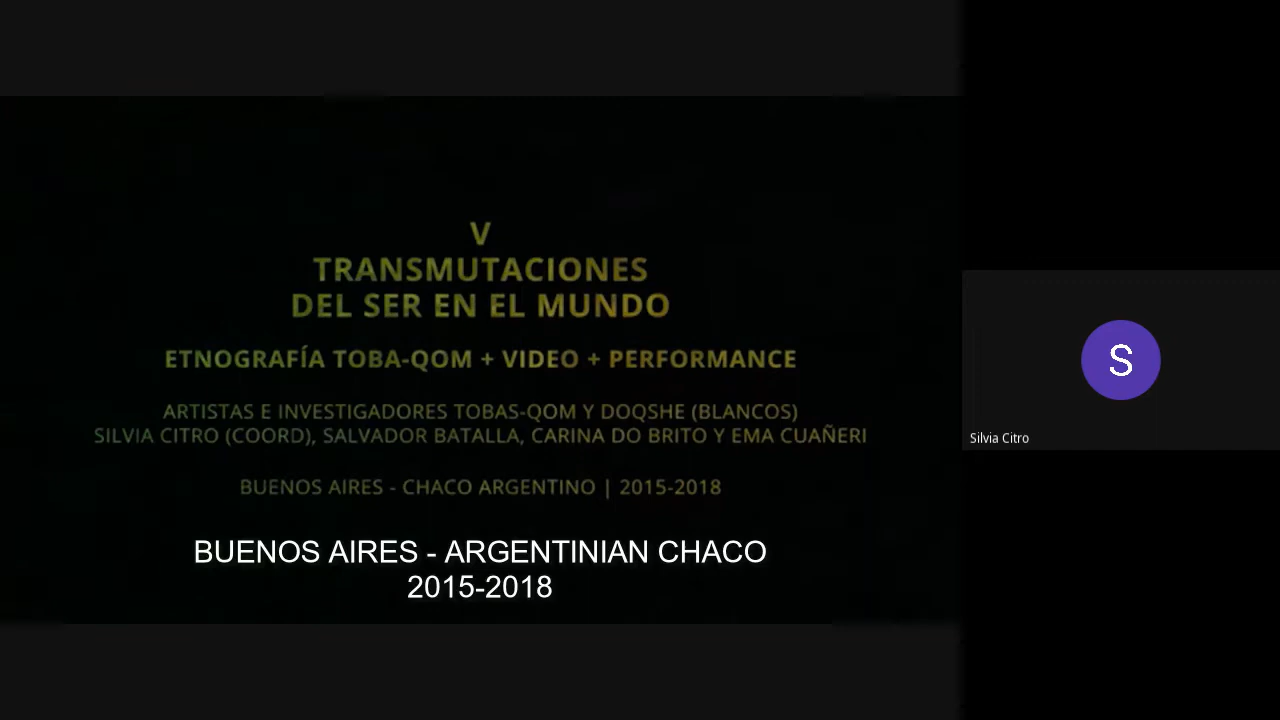 V
TRANSMUTACIONES
DEL SER EN EL MUNDO
ETNOGRAFÍA TOBA-QOM + VIDEO + PERFORMANCE
ARTISTAS E INVESTIGADORES TOBAS-QOM Y DOQSHE (BLANCOS)
SILVIA CITRO (COORD), SALVADOR BATALLA, CARINA DO BRITO Y EMA CUAÑERI
BUENOS AIRES - CHACO ARGENTINO | 2015-2018
BUENOS AIRES - ARGENTINIAN CHACO
2015-2018
S
Silvia Citro